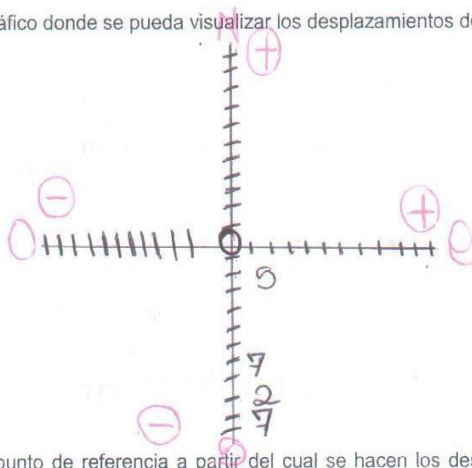 áfico donde se pueda visualizar los desplazamientos de
N
+
-
+
O
O
e
5
7
2
7
-
S
punto de referencia a partir del cual se hacen los des